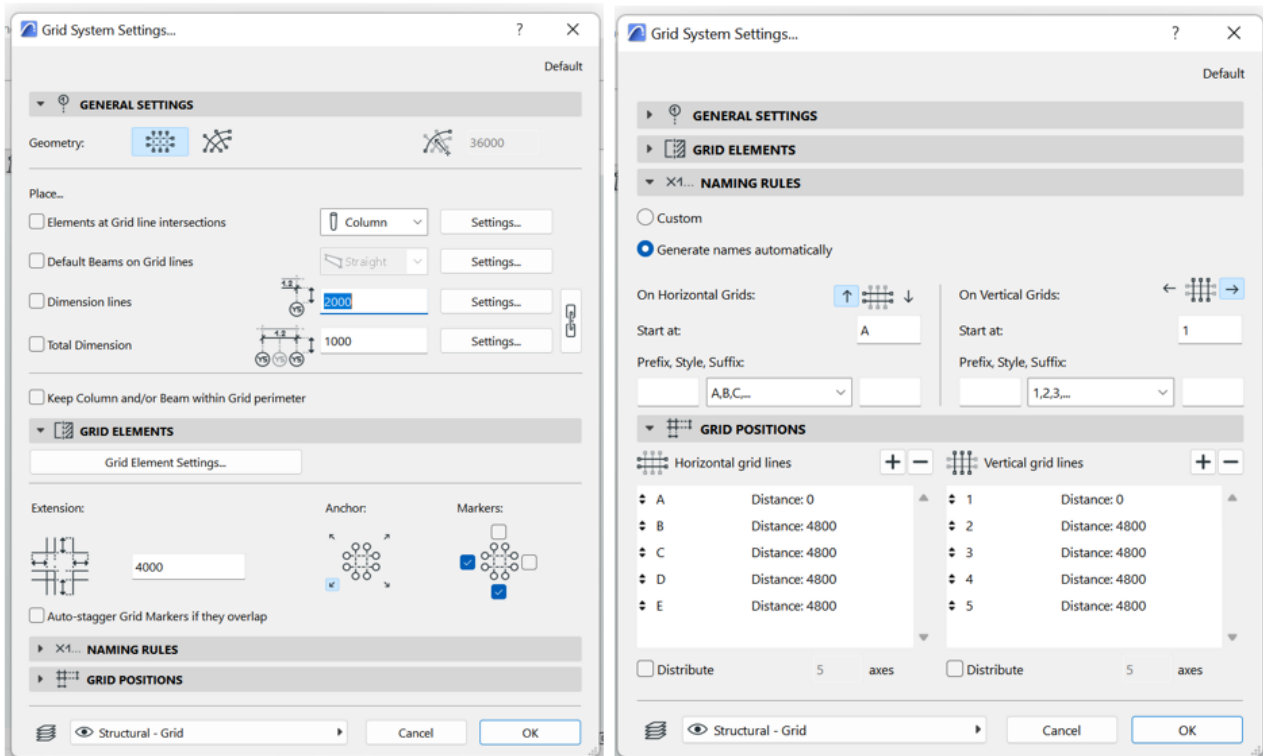 Grid System Settings...
?
Default
GENERAL SETTINGS
Geometry:
36000
Place...
Elements at Grid line intersections
Column
Settings...
Default Beams on Grid lines
Straight
Settings...
1.2
Dimension lines
2000
Settings...
1.2
Total Dimension
1000
Settings...
Keep Column and/or Beam within Grid perimeter
GRID ELEMENTS
Grid Element Settings...
Extension:
Anchor:
Markers:
4000
Auto-stagger Grid Markers if they overlap
X1... NAMING RULES
GRID POSITIONS
Structural - Grid
Cancel
OK
Grid System Settings...
?
Default
GENERAL SETTINGS
GRID ELEMENTS
X1... NAMING RULES
Custom
Generate names automatically
On Horizontal Grids:
On Vertical Grids:
Start at:
A
Start at:
1
Prefix, Style, Suffix:
Prefix, Style, Suffix:
A,B,C,...
1,2,3,...
GRID POSITIONS
Horizontal grid lines
Vertical grid lines
A Distance: 0
B Distance: 4800
C Distance: 4800
D Distance: 4800
E Distance: 4800
1 Distance: 0
2 Distance: 4800
3 Distance: 4800
4 Distance: 4800
5 Distance: 4800
Distribute 5 axes
Distribute 5 axes
Structural - Grid
Cancel
OK